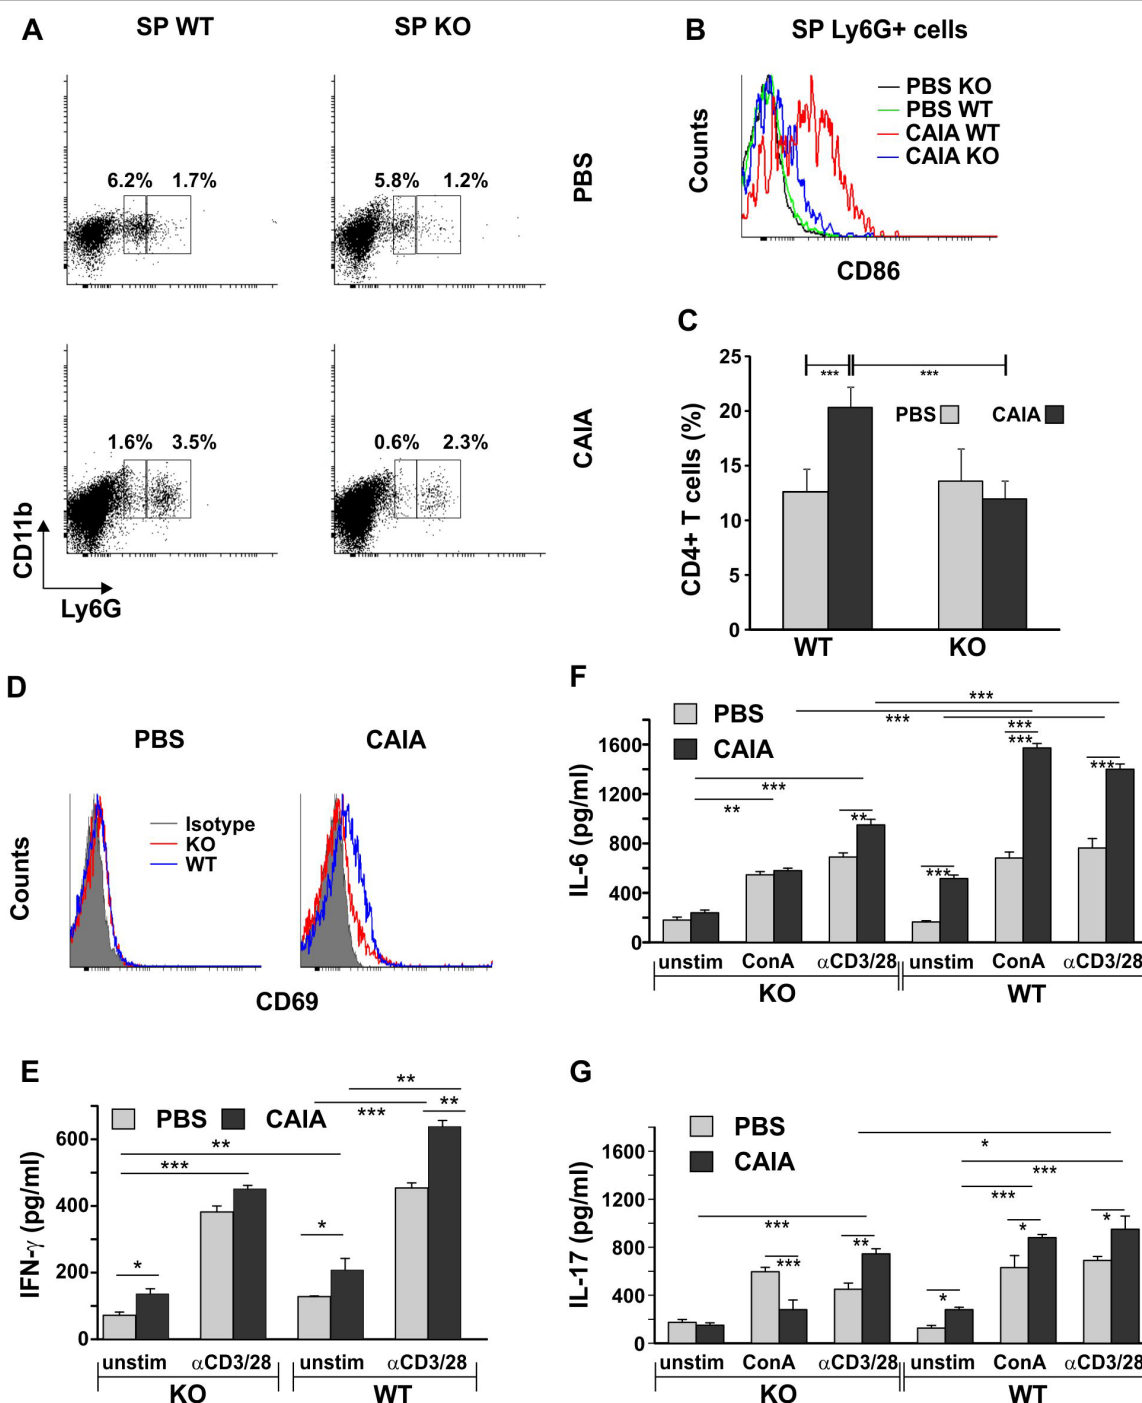 A
SP WT
SP KO
6.2%
1.7%
5.8%
1.2%
PBS
1.6%
3.5%
0.6%
2.3%
CAIA
CD11b
Ly6G
B
SP Ly6G+ cells
Counts
PBS KO
PBS WT
CAIA WT
CAIA KO
CD86
C
CD4+ T cells (%)
25
20
15
10
5
0
***
***
PBS
CAIA
WT
KO
D
PBS
CAIA
Counts
Isotype
KO
WT
CD69
F
PBS
CAIA
IL-6 (pg/ml)
1600
1200
800
400
0
***
***
***
***
***
***
**
**
***
unstim
ConA
αCD3/28
unstim
ConA
αCD3/28
KO
WT
E
PBS
CAIA
IFN-γ (pg/ml)
600
400
200
0
**
***
**
**
***
*
*
unstim
αCD3/28
unstim
αCD3/28
KO
WT
G
PBS
CAIA
IL-17 (pg/ml)
1600
1200
800
400
0
*
***
***
***
*
*
**
***
*
unstim
ConA
αCD3/28
unstim
ConA
αCD3/28
KO
WT